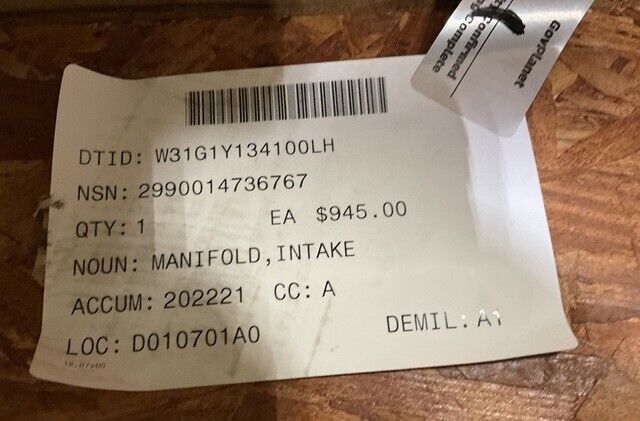 GovPlanet
Confirmed
Complete
DTID: W31G1Y134100LH
NSN: 2990014736767
QTY: 1 EA $945.00
NOUN: MANIFOLD, INTAKE
ACCUM: 202221 CC: A
LOC: D010701A0 DEMIL: A